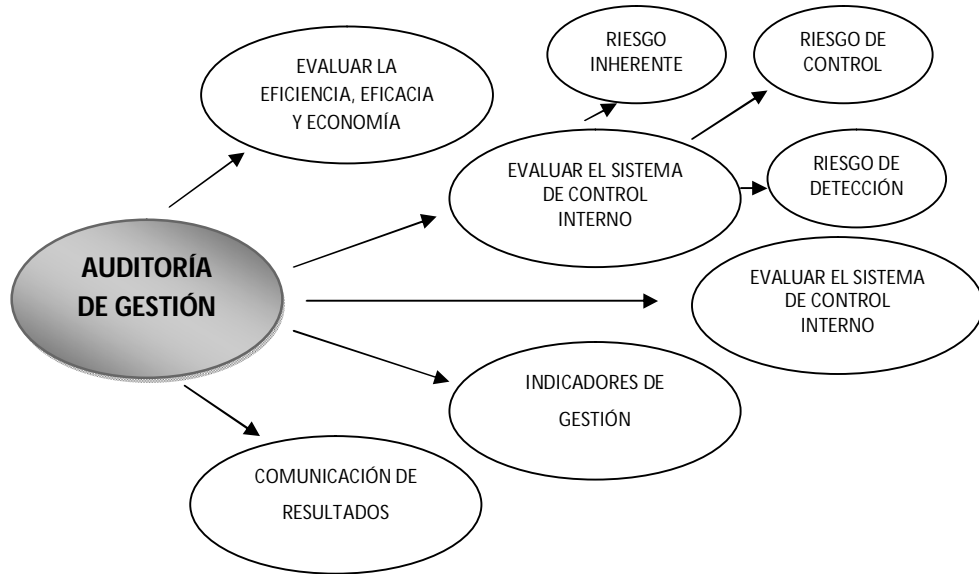 EVALUAR LA
EFICIENCIA, EFICACIA
Y ECONOMÍA
RIESGO
INHERENTE
RIESGO DE
CONTROL
EVALUAR EL SISTEMA
DE CONTROL
INTERNO
RIESGO DE
DETECCIÓN
AUDITORÍA
DE GESTIÓN
EVALUAR EL SISTEMA
DE CONTROL
INTERNO
INDICADORES DE
GESTIÓN
COMUNICACIÓN DE
RESULTADOS